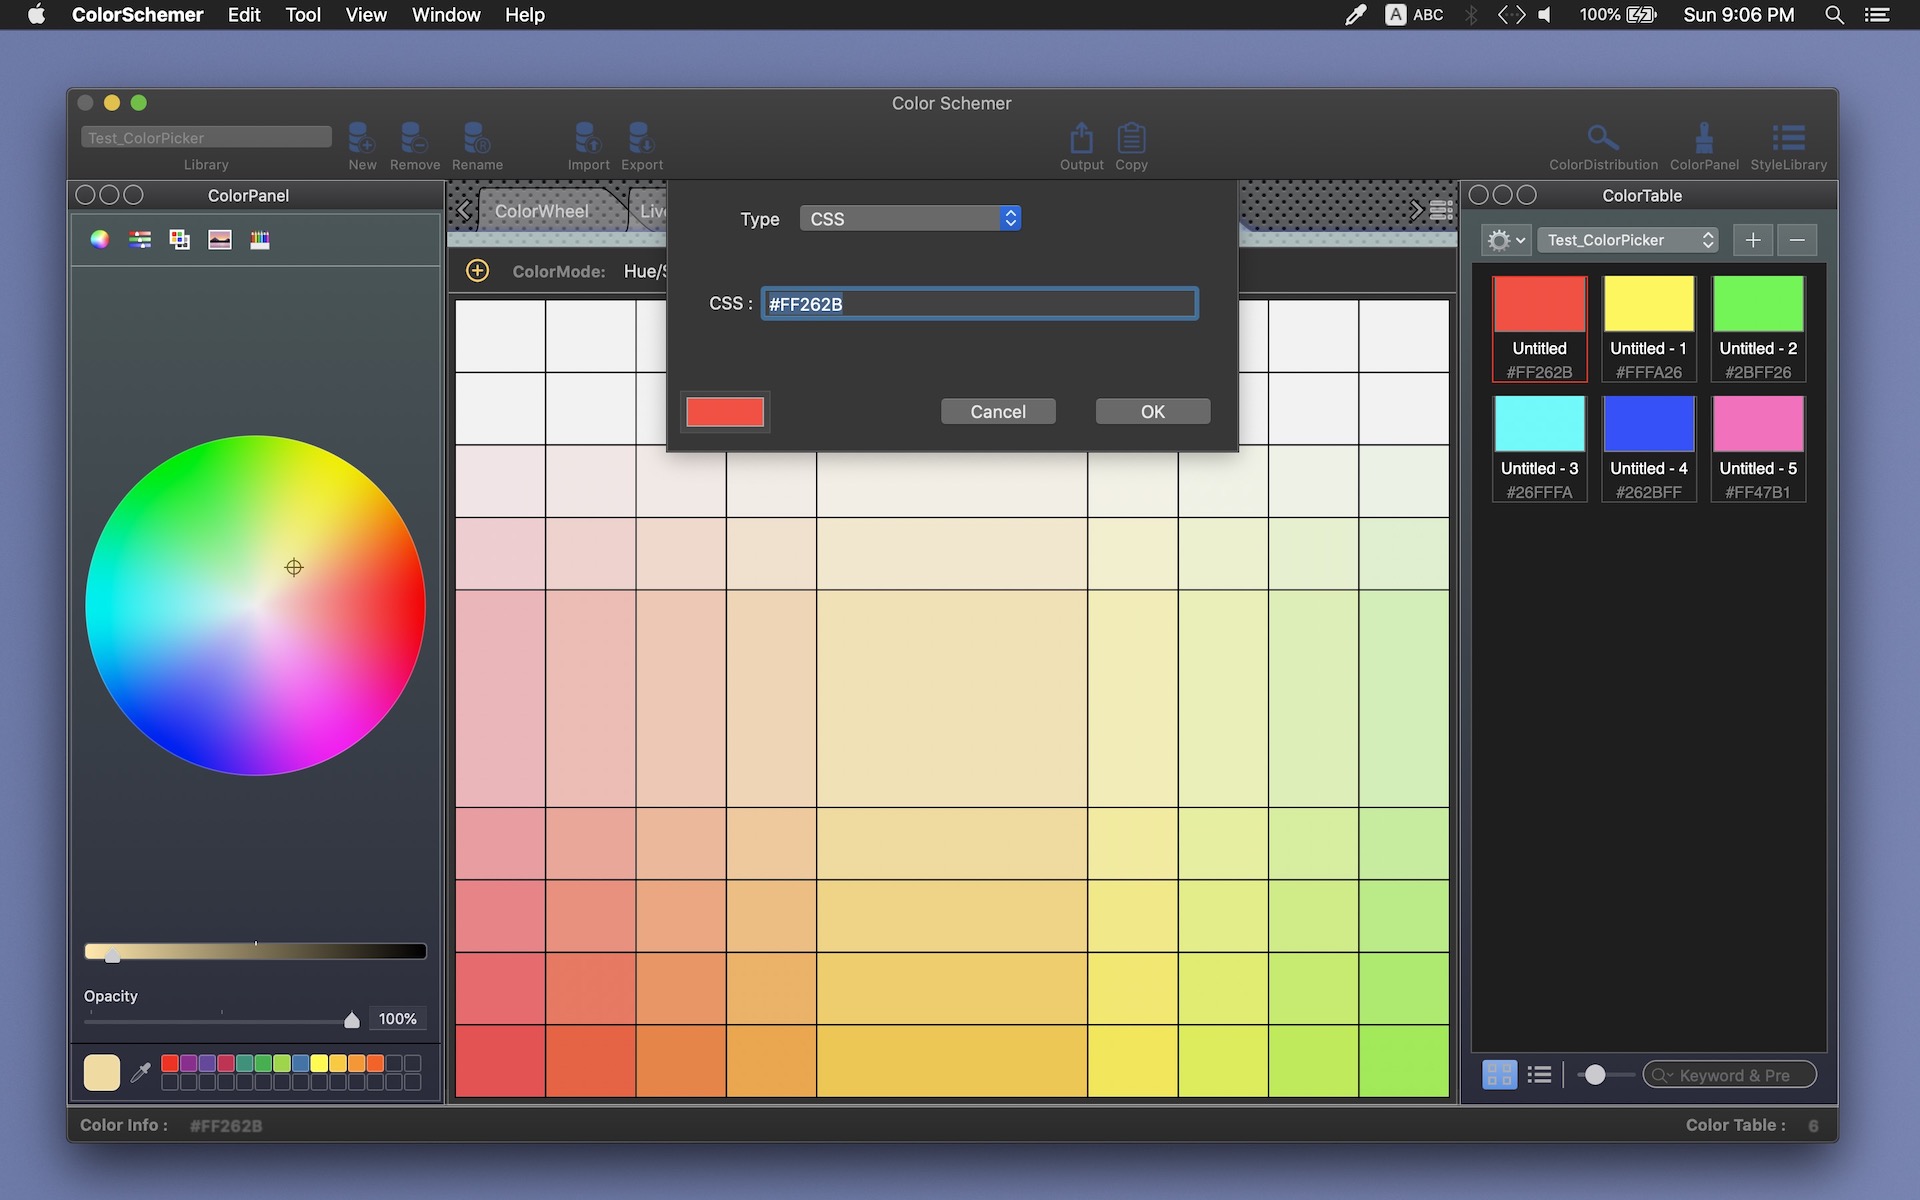 ColorSchemer Edit Tool View Window Help
A ABC 100% Sun 9:06 PM
Color Schemer
Test_ColorPicker
Library New Remove Rename Import Export Output Copy ColorDistribution ColorPanel StyleLibrary
ColorPanel
ColorWheel
Live
ColorMode: Hue/S
Type CSS
CSS : #FF262B
Cancel OK
ColorTable
Test_ColorPicker
Untitled Untitled - 1 Untitled - 2
#FF262B #FFFA26 #2BFF26
Untitled - 3 Untitled - 4 Untitled - 5
#26FFFA #262BFF #FF47B1
Opacity
100%
Keyword & Pre
Color Info : #FF262B
Color Table : 6